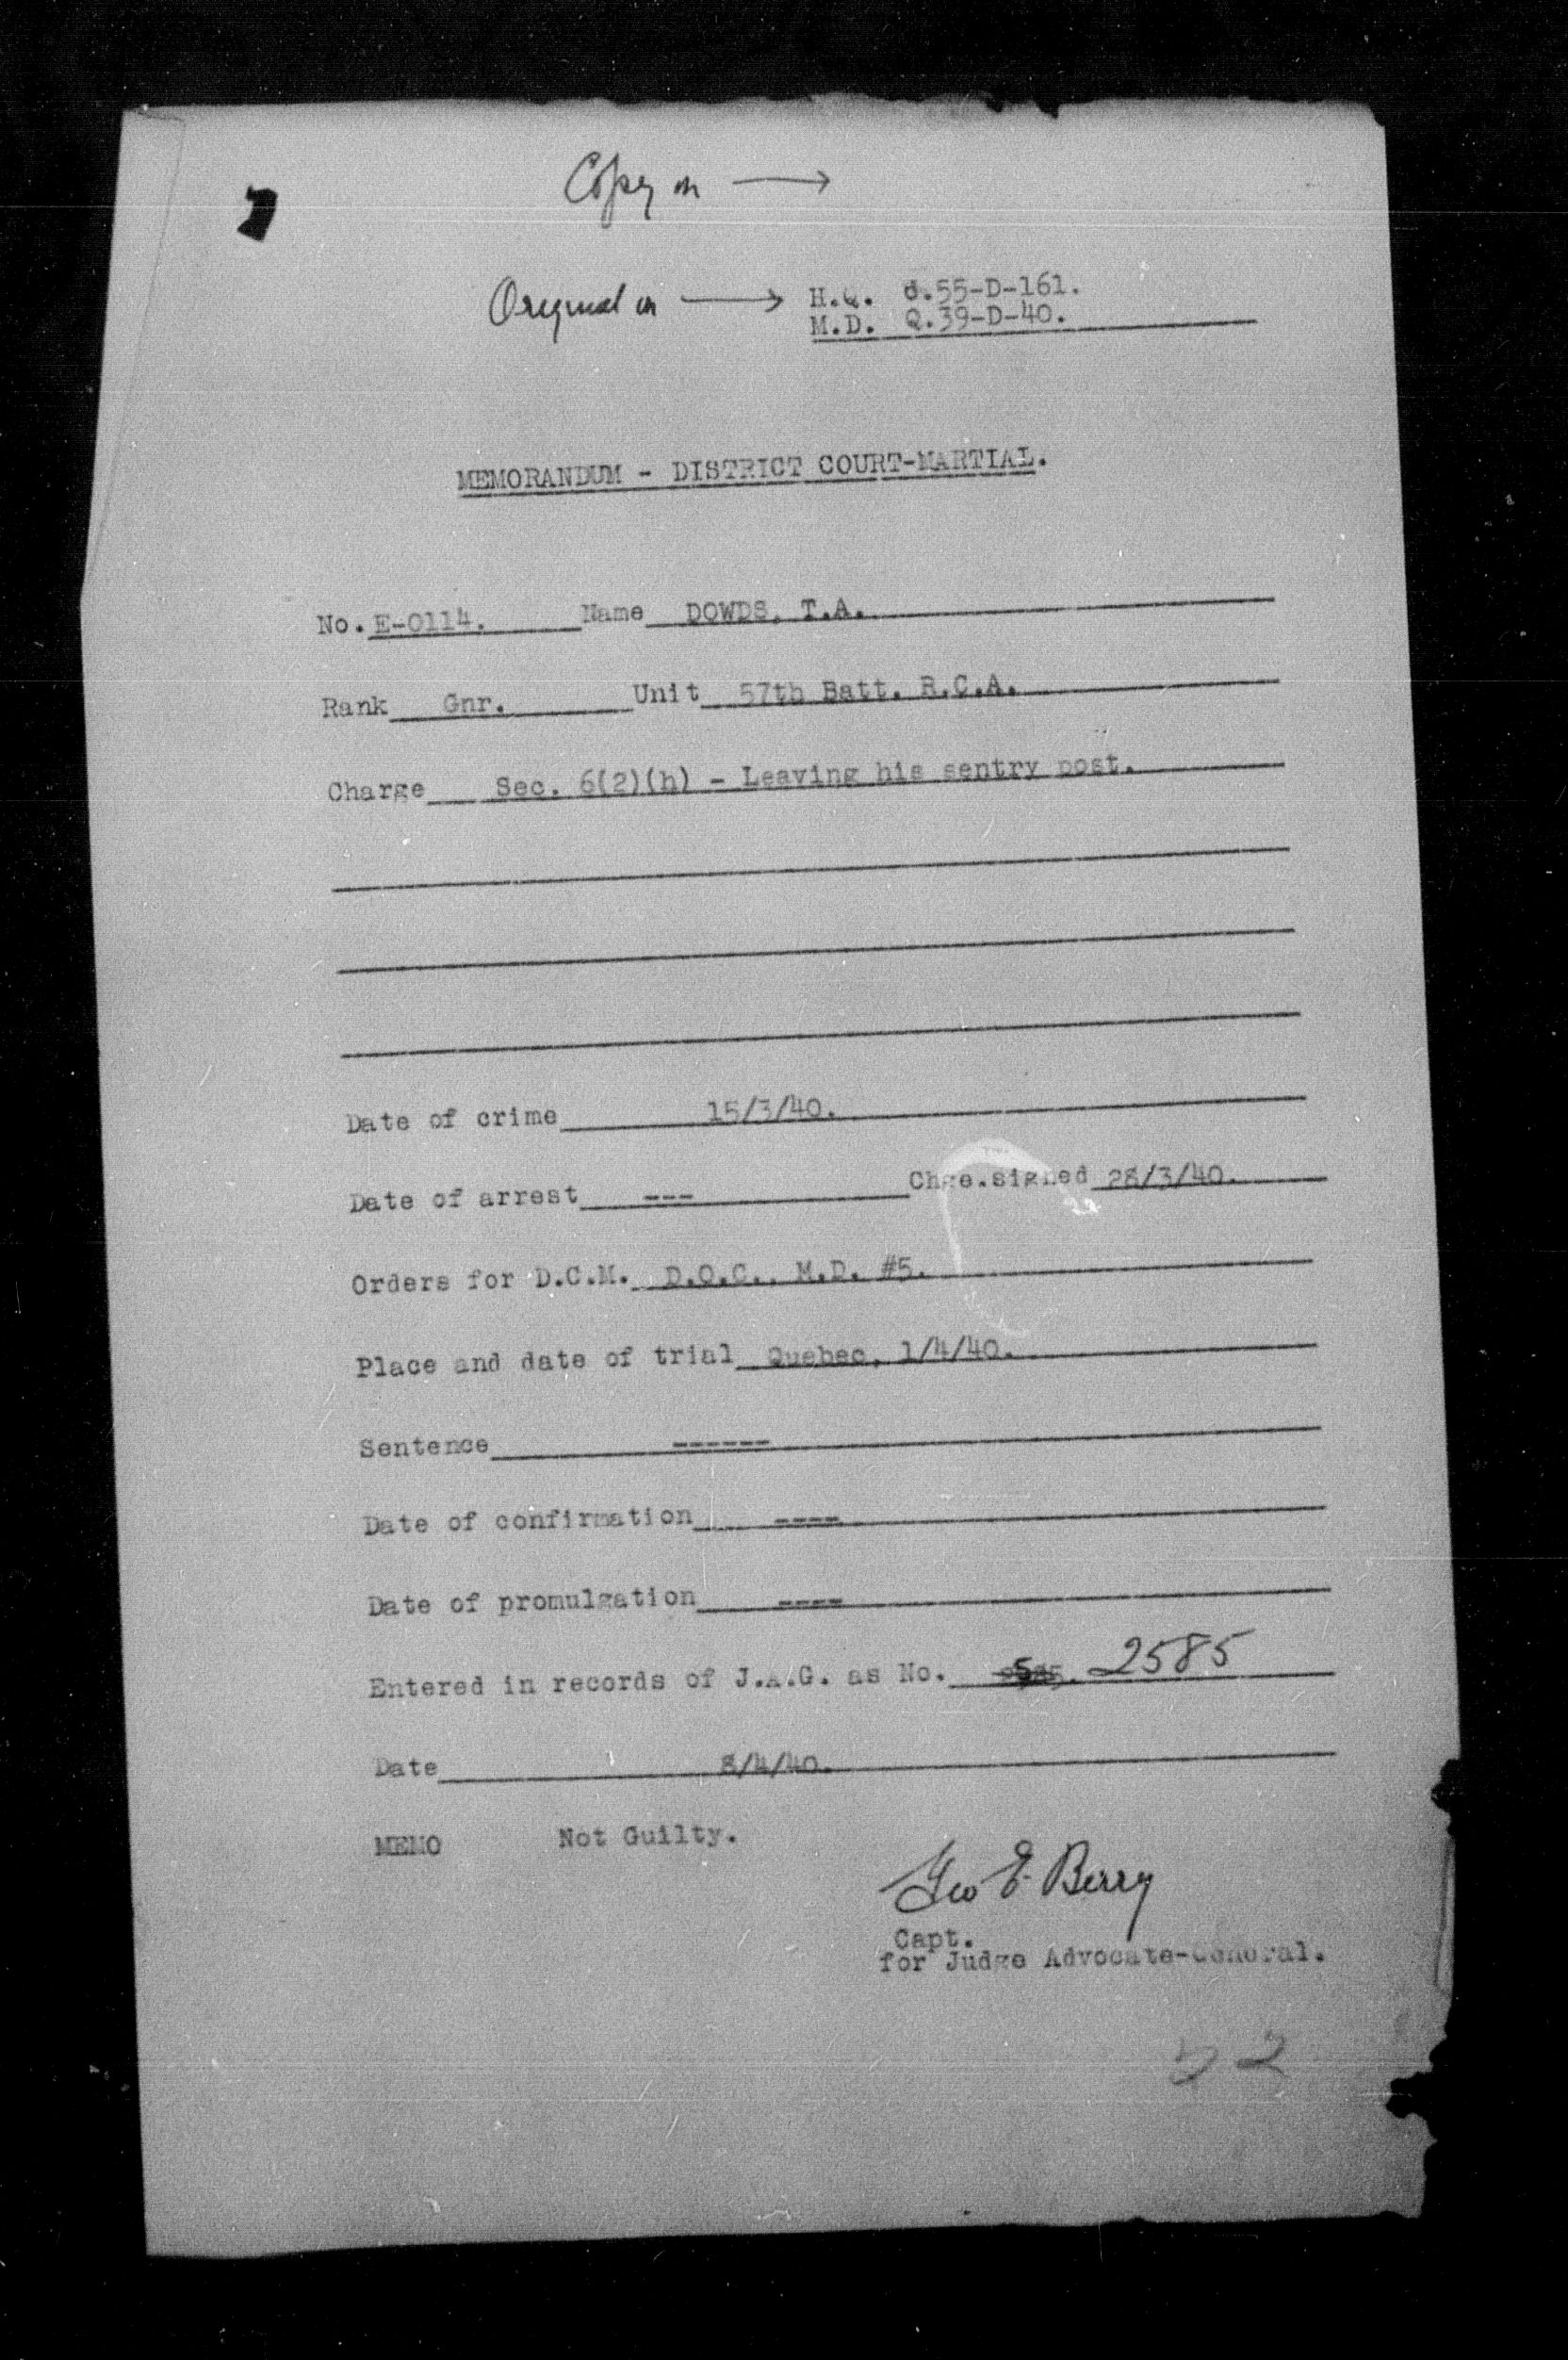 Copy in →
Original in → H.Q. d.55-D-161.
M.D. Q.39-D-40.
MEMORANDUM - DISTRICT COURT-MARTIAL.
No. E-0114. Name DOWDS, T.A.
Rank Gnr. Unit 57th Batt. R.C.A.
Charge Sec. 6(2)(h) - Leaving his sentry post.
Date of crime 15/3/40.
Date of arrest --- Chge.signed 28/3/40.
Orders for D.C.M. D.O.C., M.D. #5.
Place and date of trial Quebec, 1/4/40.
Sentence ------
Date of confirmation ----
Date of promulgation ----
Entered in records of J.A.G. as No. 2585
Date 8/4/40.
MEMO Not Guilty.
Geo E. Berry
Capt.
for Judge Advocate-General.
52